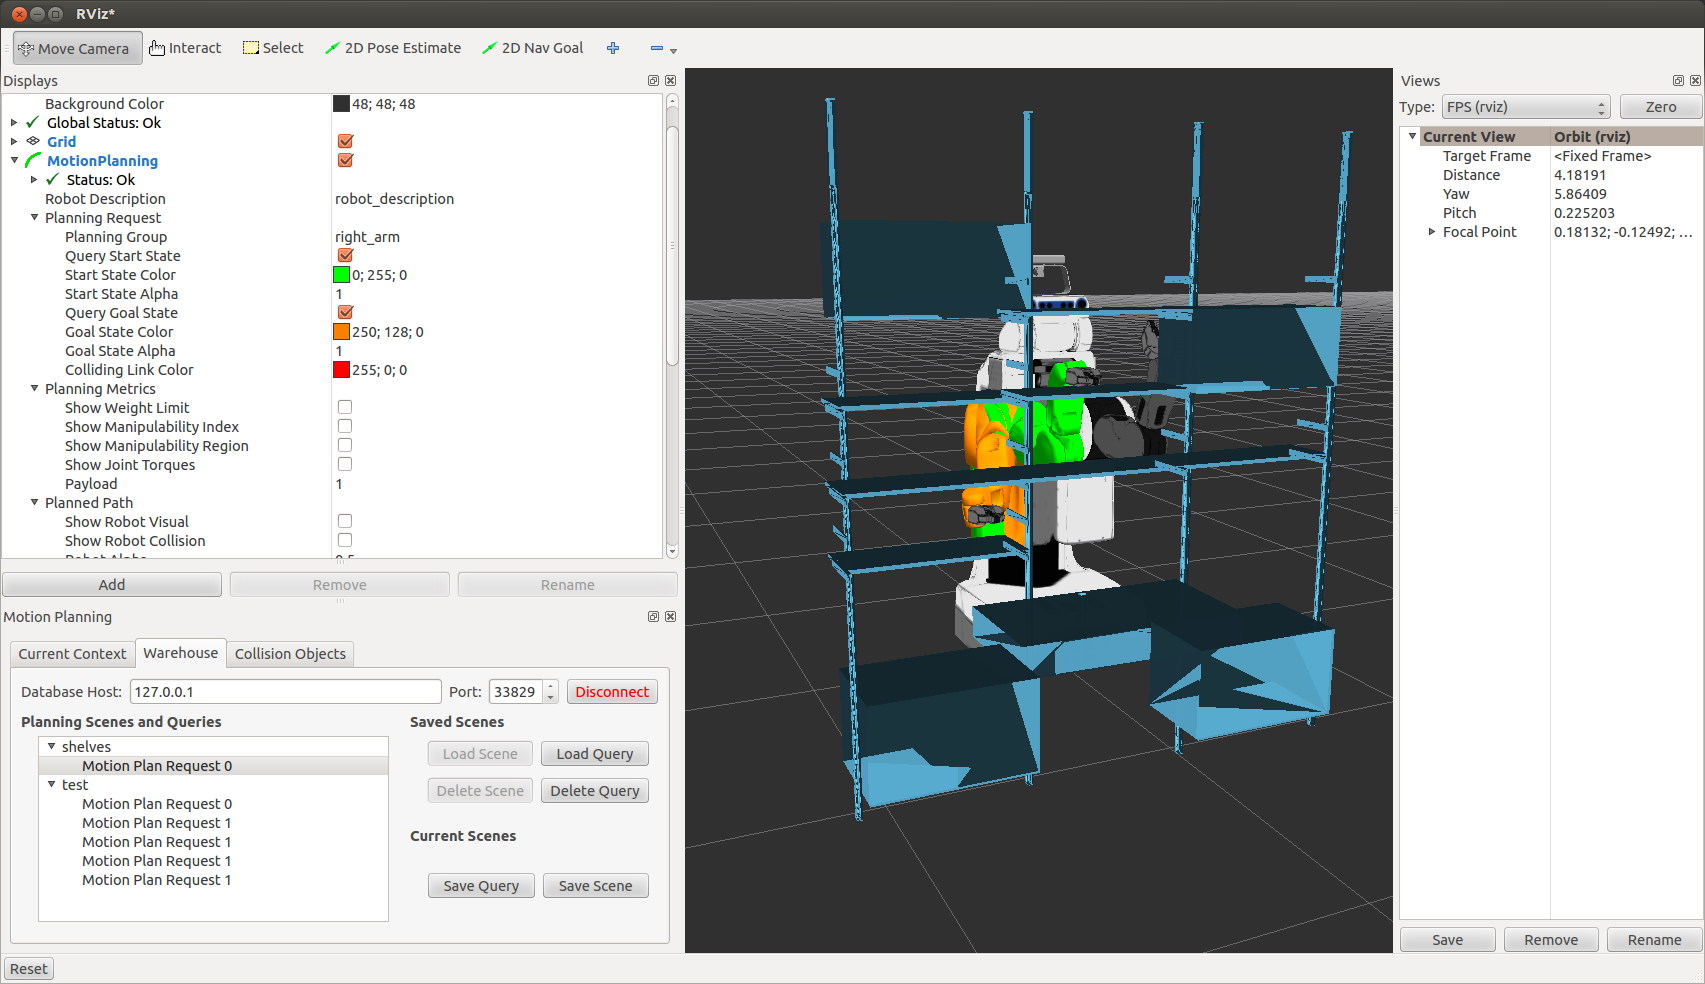 RViz*
Move Camera Interact Select 2D Pose Estimate 2D Nav Goal
Displays
Background Color 48; 48; 48
Global Status: Ok
Grid
MotionPlanning
Status: Ok
Robot Description robot_description
Planning Request
Planning Group right_arm
Query Start State
Start State Color 0; 255; 0
Start State Alpha 1
Query Goal State
Goal State Color 250; 128; 0
Goal State Alpha 1
Colliding Link Color 255; 0; 0
Planning Metrics
Show Weight Limit
Show Manipulability Index
Show Manipulability Region
Show Joint Torques
Payload 1
Planned Path
Show Robot Visual
Show Robot Collision
Robot Alpha 0.5
Add Remove Rename
Motion Planning
Current Context Warehouse Collision Objects
Database Host: 127.0.0.1 Port: 33829 Disconnect
Planning Scenes and Queries
shelves
Motion Plan Request 0
test
Motion Plan Request 0
Motion Plan Request 1
Motion Plan Request 1
Motion Plan Request 1
Motion Plan Request 1
Saved Scenes
Load Scene Load Query
Delete Scene Delete Query
Current Scenes
Save Query Save Scene
Reset
Views
Type: FPS (rviz) Zero
Current View Orbit (rviz)
Target Frame <Fixed Frame>
Distance 4.18191
Yaw 5.86409
Pitch 0.225203
Focal Point 0.18132; -0.12492; ...
Save Remove Rename